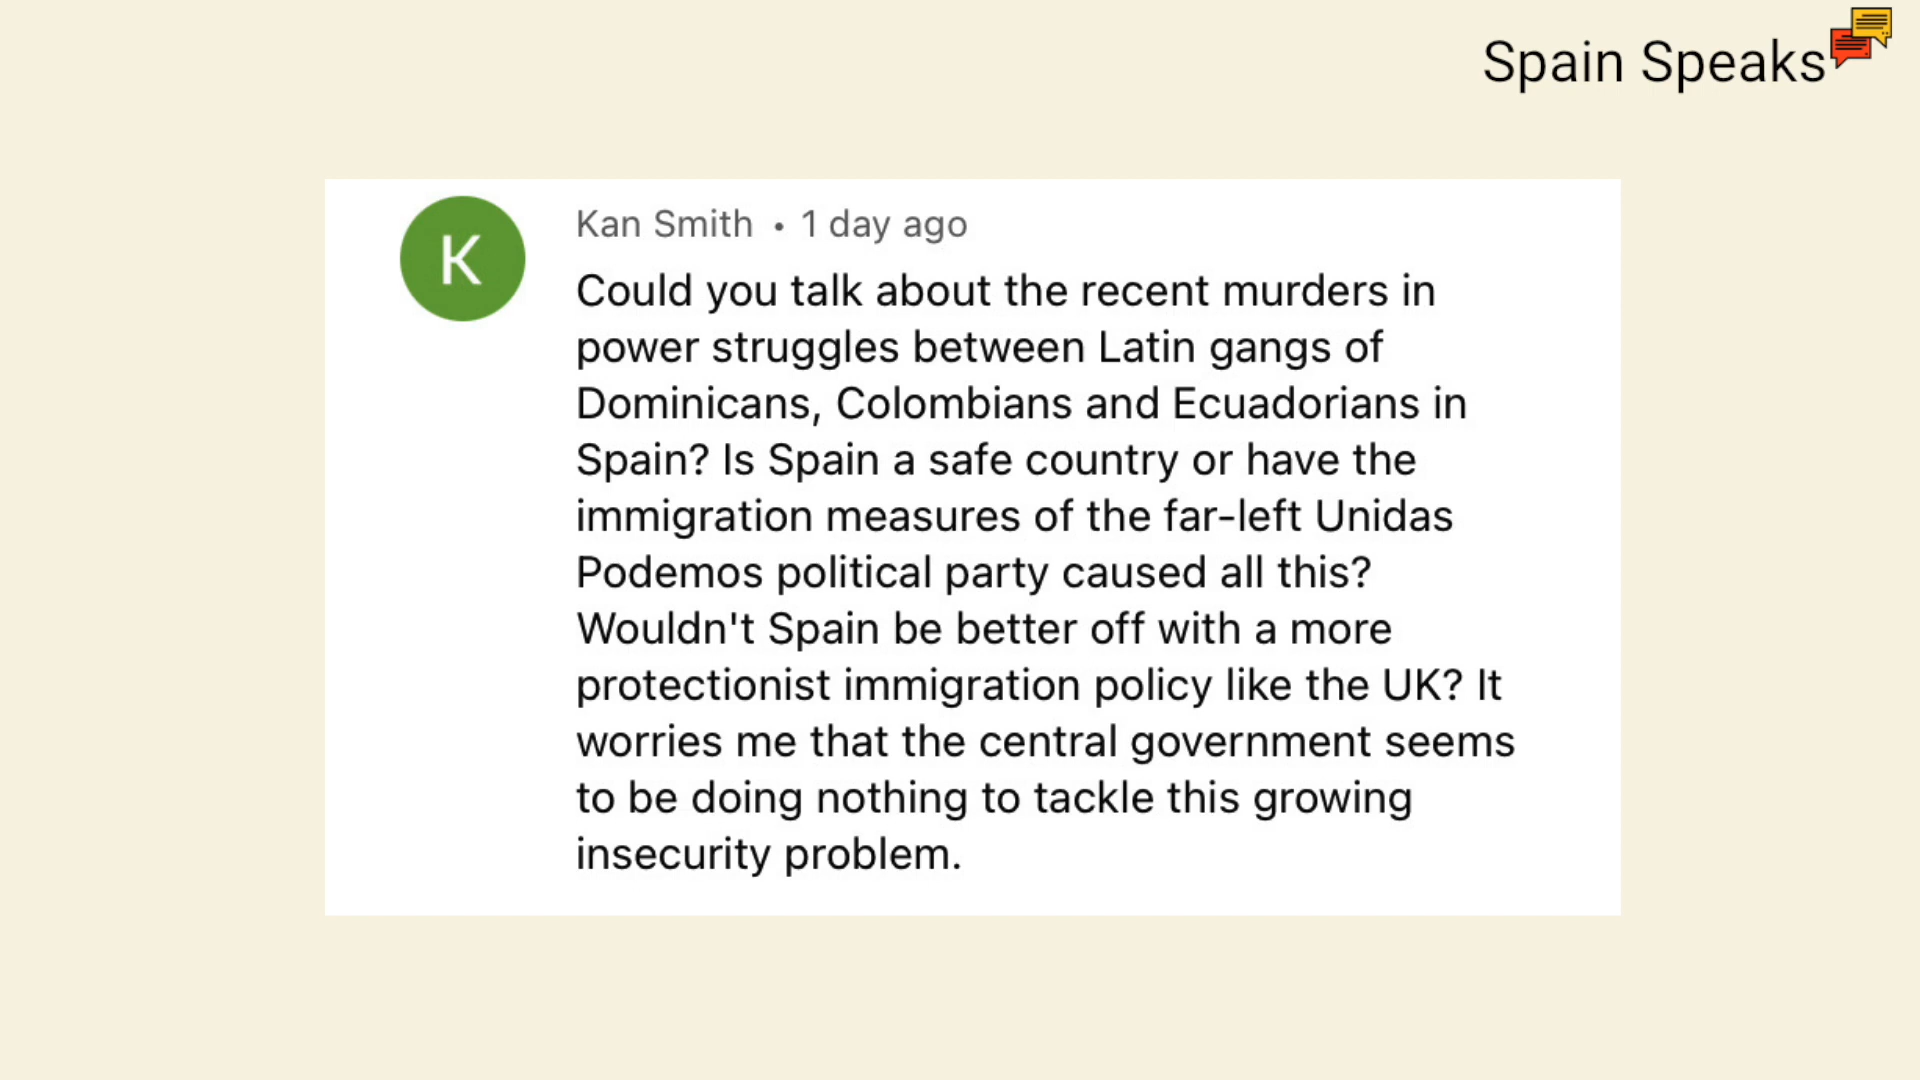 Spain Speaks
K
Kan Smith • 1 day ago
Could you talk about the recent murders in
power struggles between Latin gangs of
Dominicans, Colombians and Ecuadorians in
Spain? Is Spain a safe country or have the
immigration measures of the far-left Unidas
Podemos political party caused all this?
Wouldn't Spain be better off with a more
protectionist immigration policy like the UK? It
worries me that the central government seems
to be doing nothing to tackle this growing
insecurity problem.